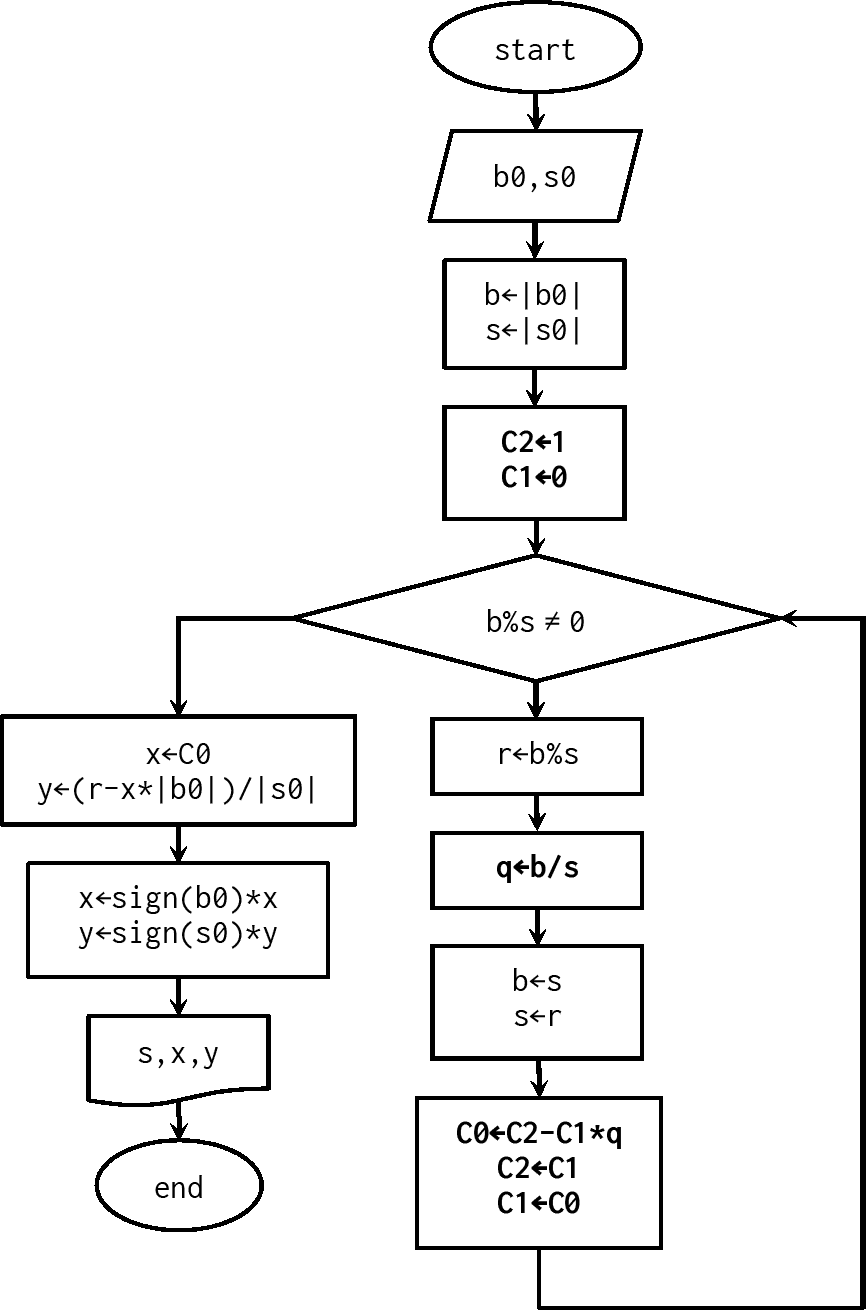 start
b0,s0
b←|b0|
s←|s0|
C2←1
C1←0
b%s ≠ 0
x←C0
y←(r-x*|b0|)/|s0|
x←sign(b0)*x
y←sign(s0)*y
s,x,y
end
r←b%s
q←b/s
b←s
s←r
C0←C2-C1*q
C2←C1
C1←C0